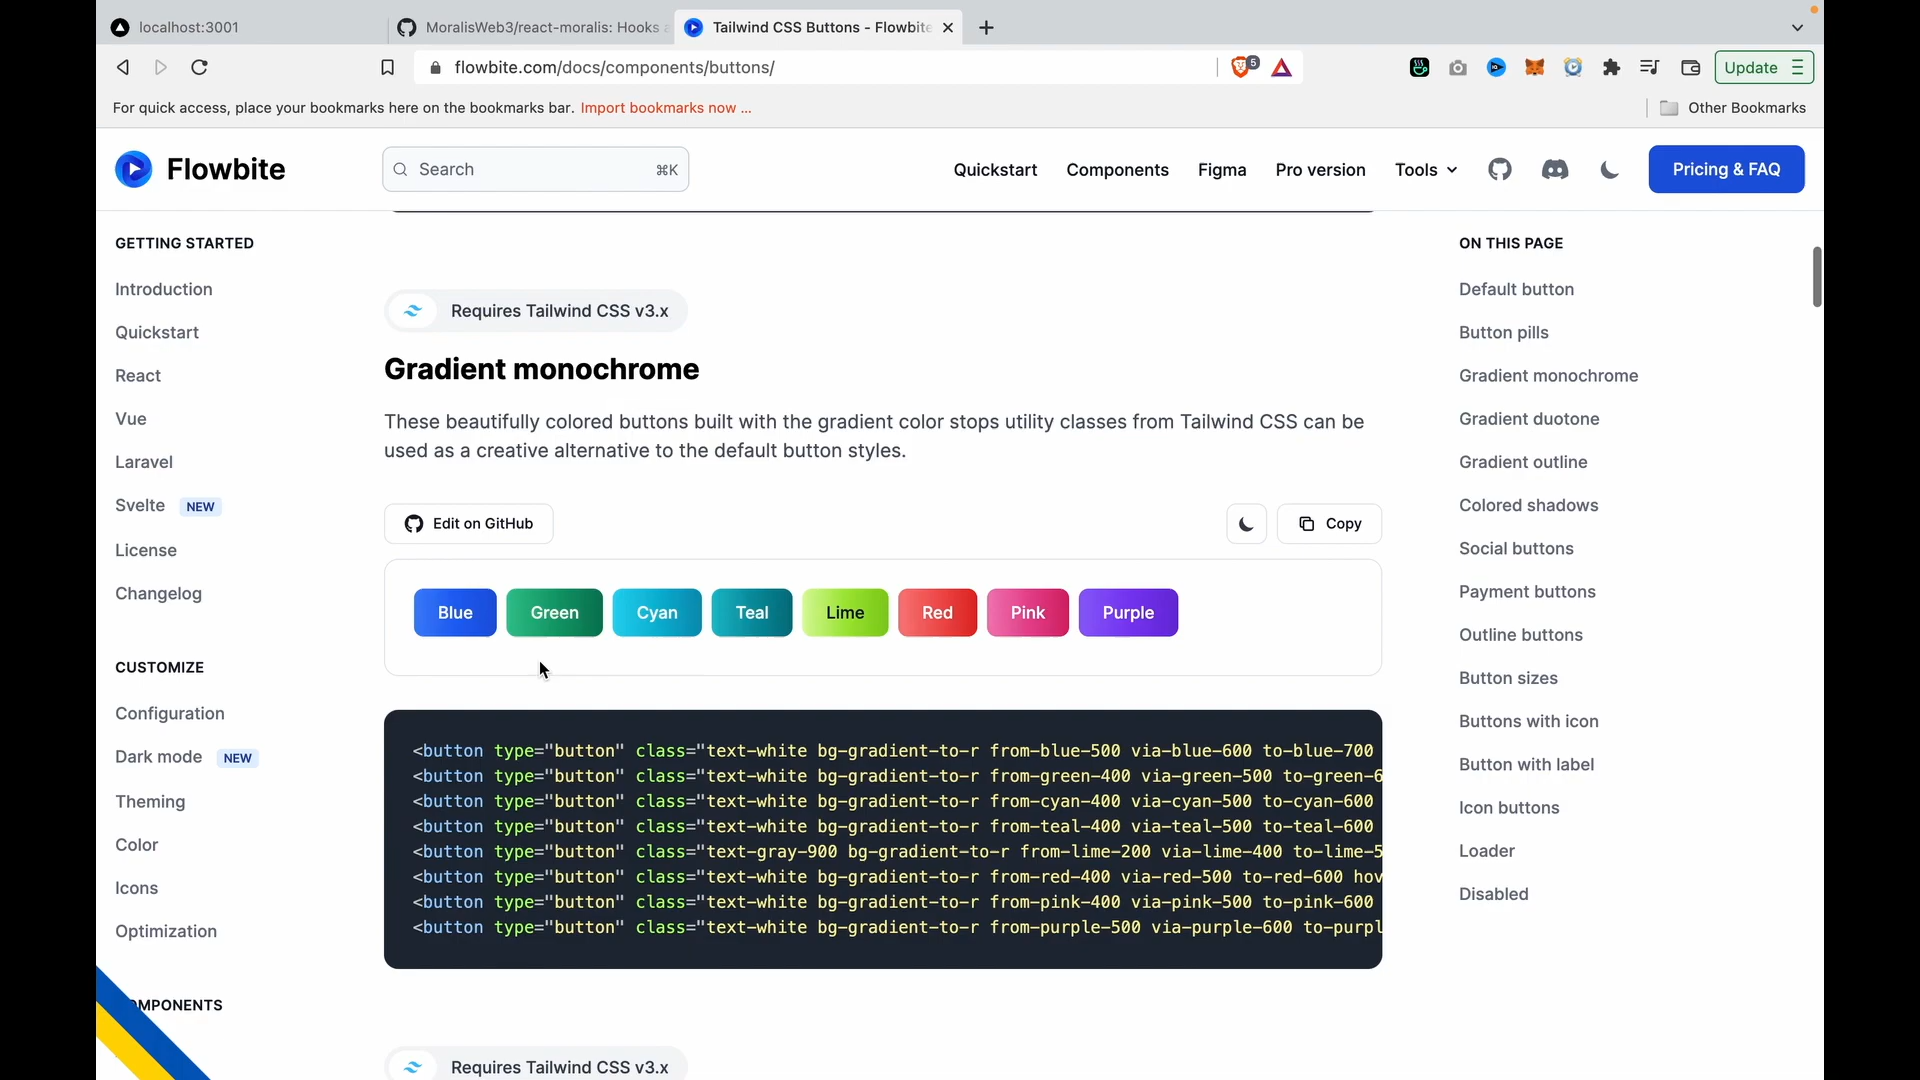 localhost:3001
MoralisWeb3/react-moralis: Hooks a
Tailwind CSS Buttons - Flowbite
flowbite.com/docs/components/buttons/
5
Update
For quick access, place your bookmarks here on the bookmarks bar. Import bookmarks now ...
Other Bookmarks
Flowbite
Search
⌘K
Quickstart
Components
Figma
Pro version
Tools
Pricing & FAQ
GETTING STARTED
Introduction
Quickstart
React
Vue
Laravel
Svelte NEW
License
Changelog
CUSTOMIZE
Configuration
Dark mode NEW
Theming
Color
Icons
Optimization
OMPONENTS
Requires Tailwind CSS v3.x
Gradient monochrome
These beautifully colored buttons built with the gradient color stops utility classes from Tailwind CSS can be
used as a creative alternative to the default button styles.
Edit on GitHub
Copy
Blue
Green
Cyan
Teal
Lime
Red
Pink
Purple
<button type="button" class="text-white bg-gradient-to-r from-blue-500 via-blue-600 to-blue-700
<button type="button" class="text-white bg-gradient-to-r from-green-400 via-green-500 to-green-6
<button type="button" class="text-white bg-gradient-to-r from-cyan-400 via-cyan-500 to-cyan-600
<button type="button" class="text-white bg-gradient-to-r from-teal-400 via-teal-500 to-teal-600
<button type="button" class="text-gray-900 bg-gradient-to-r from-lime-200 via-lime-400 to-lime-5
<button type="button" class="text-white bg-gradient-to-r from-red-400 via-red-500 to-red-600 hov
<button type="button" class="text-white bg-gradient-to-r from-pink-400 via-pink-500 to-pink-600
<button type="button" class="text-white bg-gradient-to-r from-purple-500 via-purple-600 to-purpl
Requires Tailwind CSS v3.x
ON THIS PAGE
Default button
Button pills
Gradient monochrome
Gradient duotone
Gradient outline
Colored shadows
Social buttons
Payment buttons
Outline buttons
Button sizes
Buttons with icon
Button with label
Icon buttons
Loader
Disabled